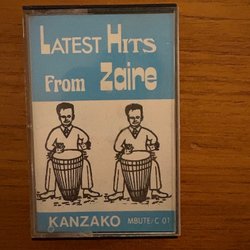 LATEST HITS
From Zaire
KANZAKO MBUTE/C 01